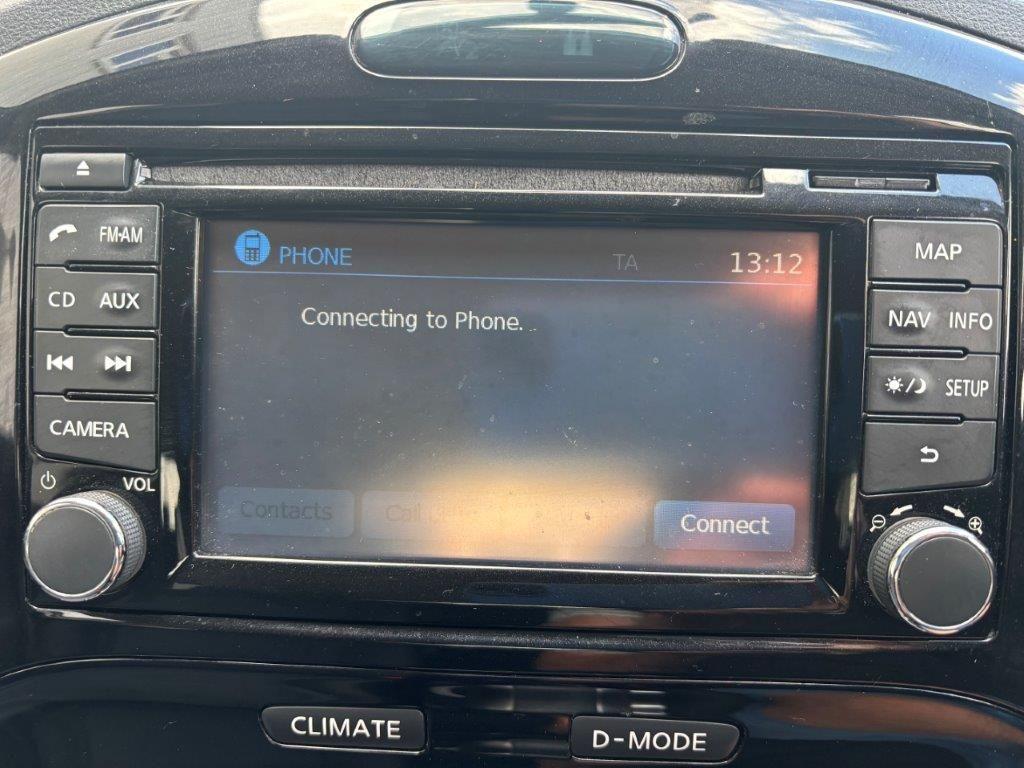 FM·AM
CD AUX
CAMERA
VOL
PHONE
TA
13:12
Connecting to Phone...
Contacts
Call
Connect
MAP
NAV INFO
SETUP
CLIMATE
D-MODE